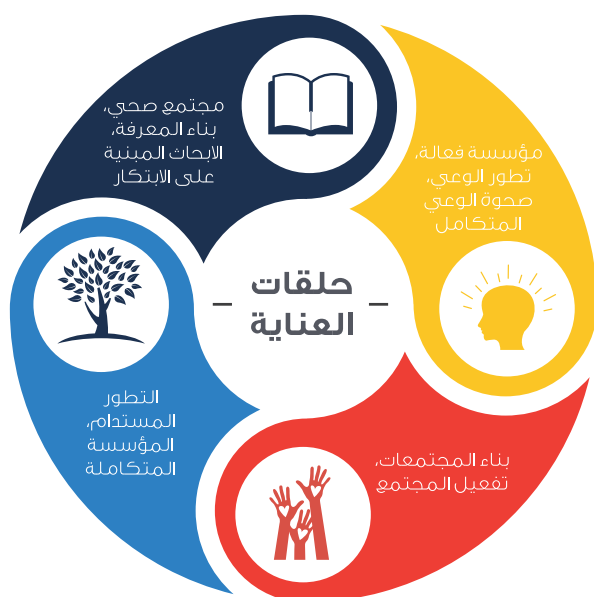 مجتمع صحي،
بناء المعرفة،
الابحاث المبنية
على الابتكار
مؤسسة فعالة،
تطور الوعي،
صحوة الوعي
المتكامل
– حلقات –
العناية
التطور
المستدام،
المؤسسة
المتكاملة
بناء المجتمعات،
تفعيل المجتمع